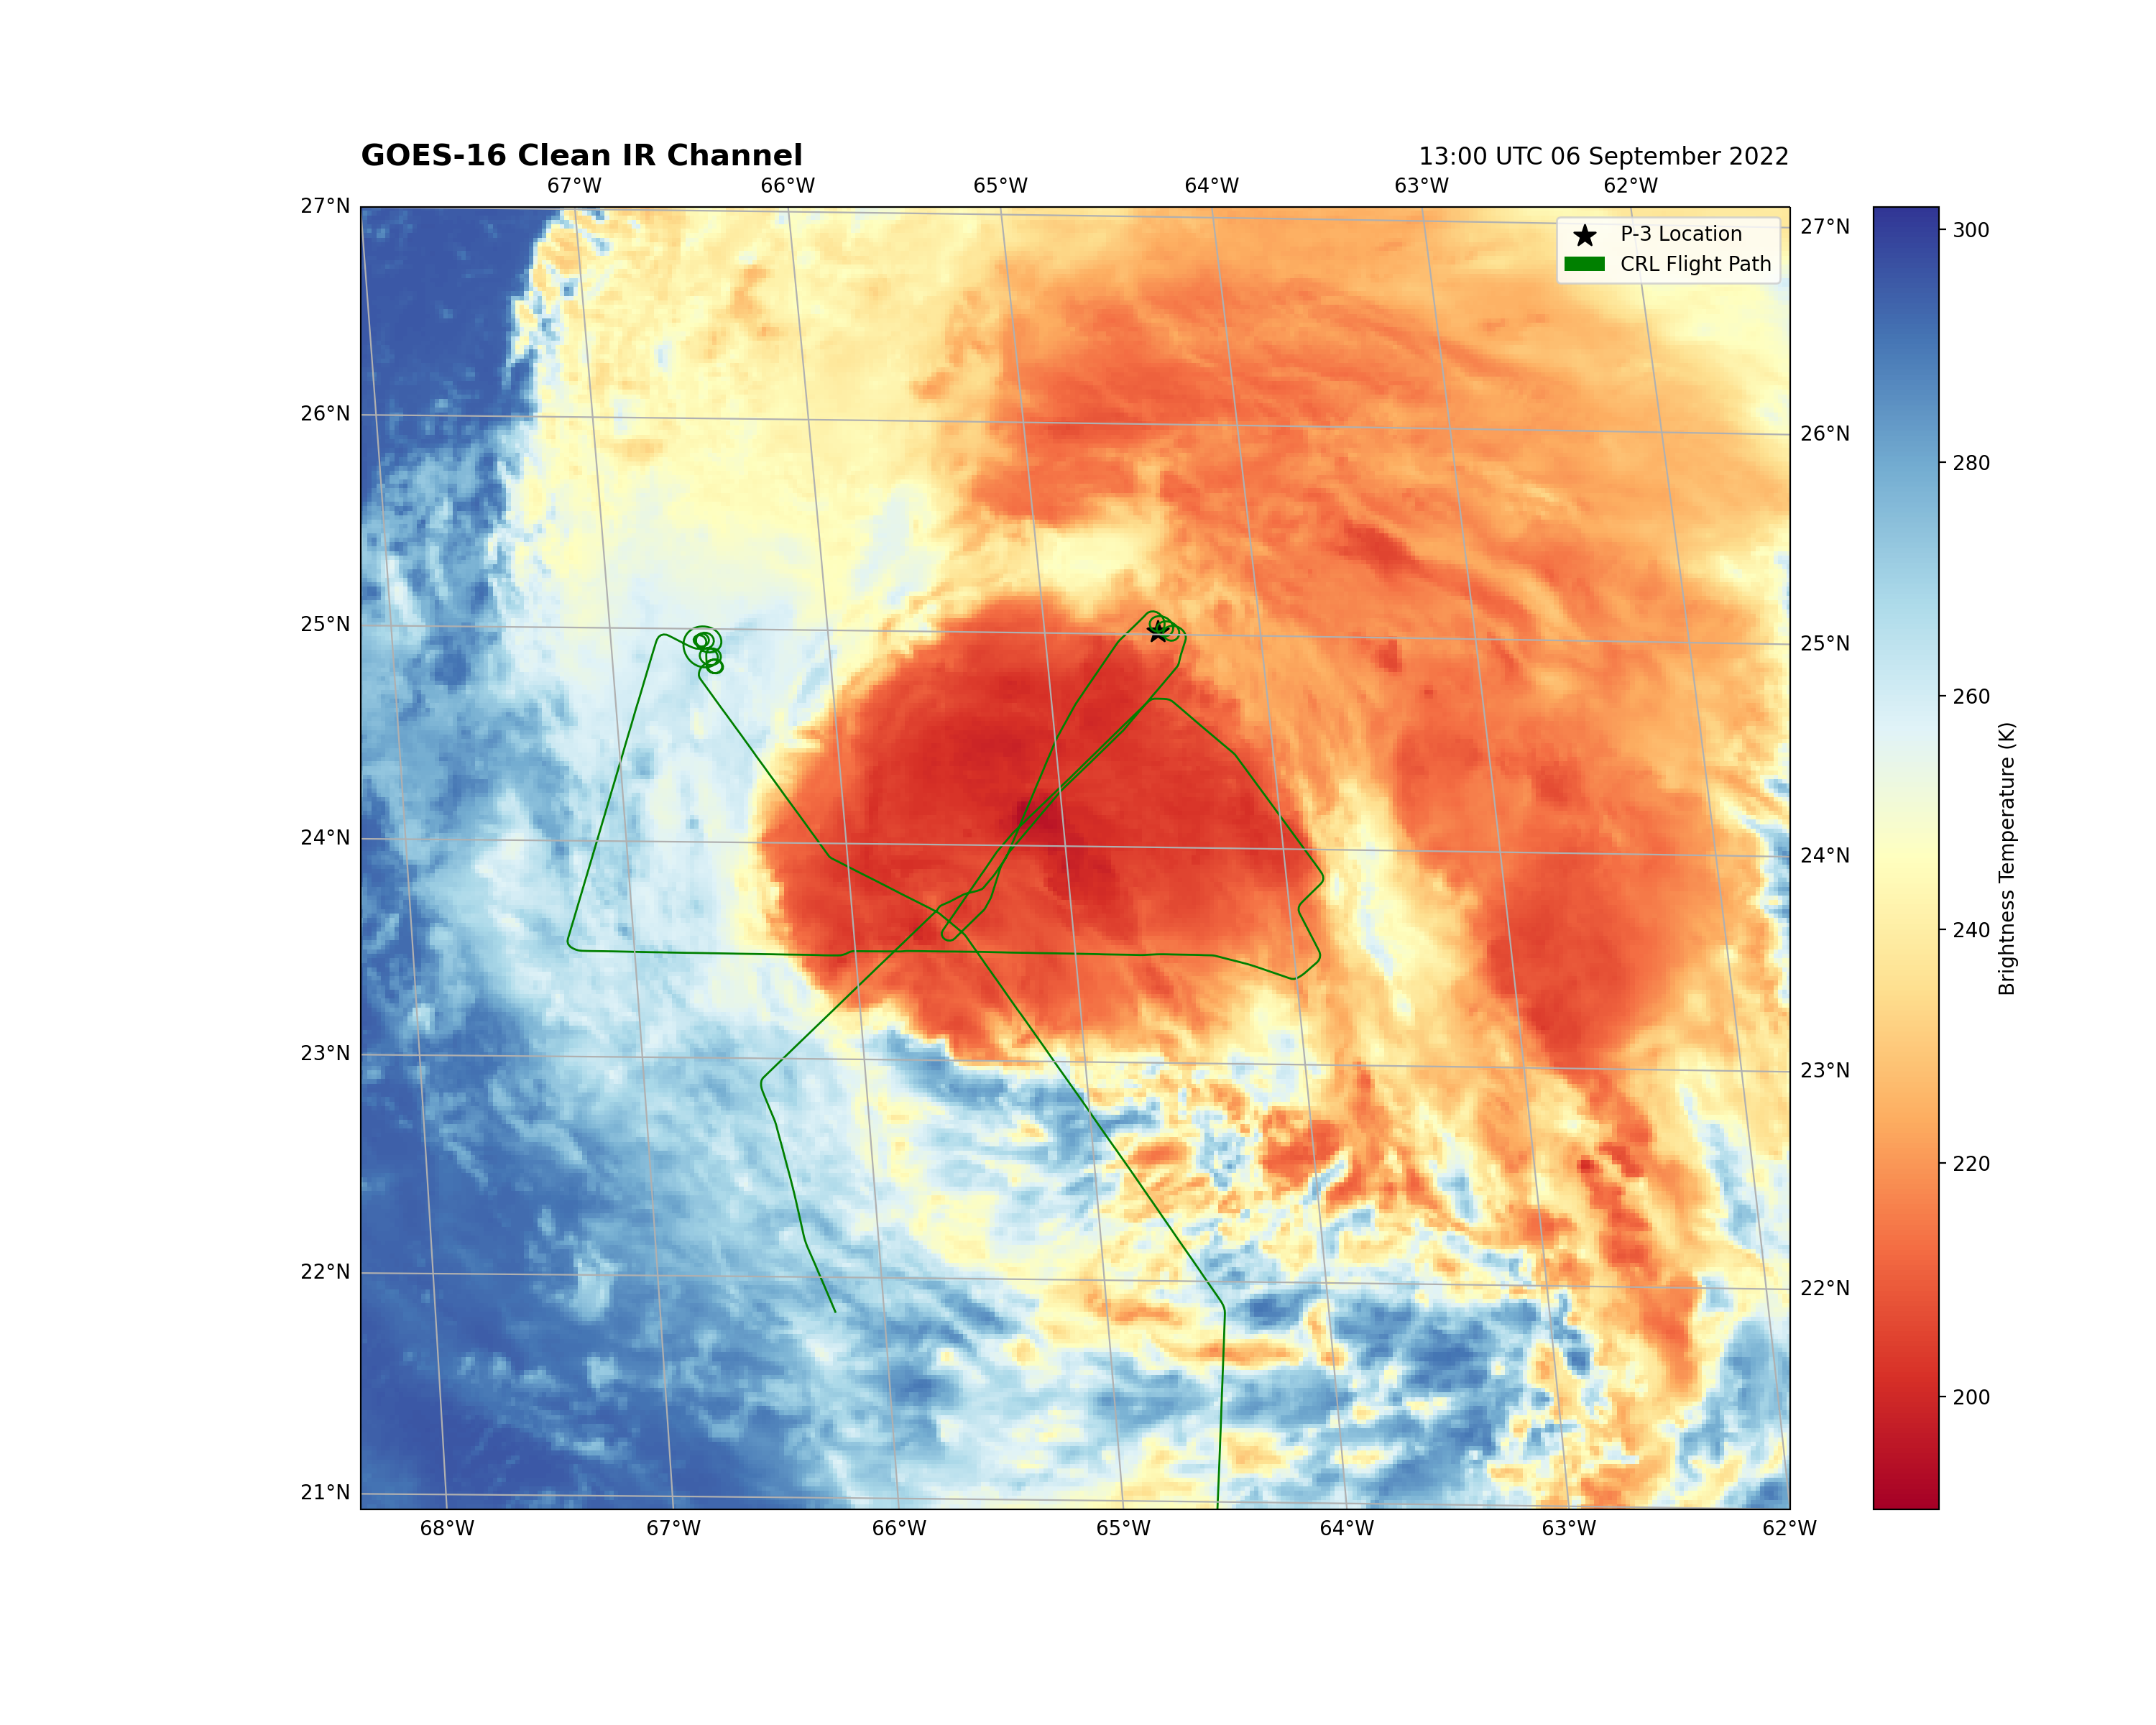 GOES-16 Clean IR Channel
13:00 UTC 06 September 2022
67°W 66°W 65°W 64°W 63°W 62°W
P-3 Location
CRL Flight Path
27°N
26°N
25°N
24°N
23°N
22°N
21°N
27°N
26°N
25°N
24°N
23°N
22°N
68°W 67°W 66°W 65°W 64°W 63°W 62°W
300
280
260
240
220
200
Brightness Temperature (K)